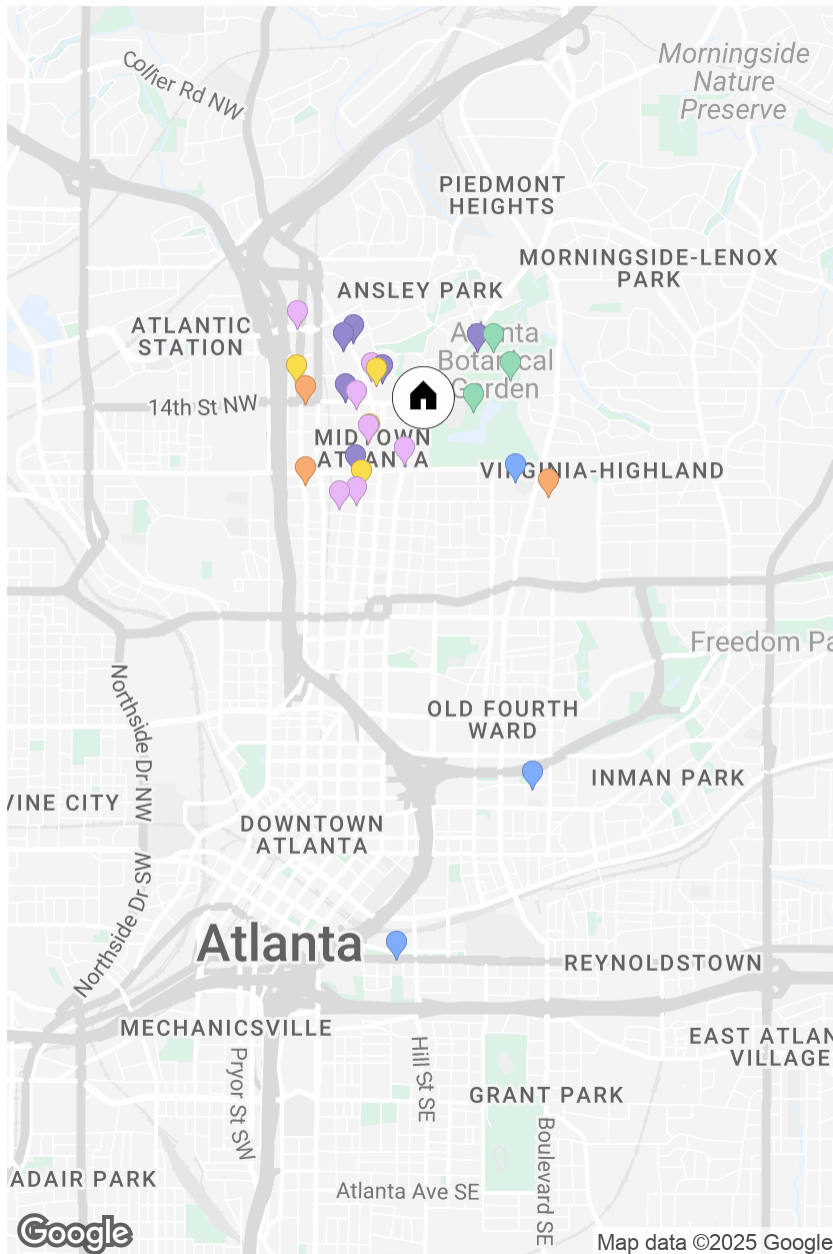 Collier Rd NW
Morningside
Nature
Preserve
PIEDMONT
HEIGHTS
MORNINGSIDE-LENOX
PARK
ANSLEY PARK
ATLANTIC
STATION
Atlanta
Botanical
Garden
14th St NW
MIDTOWN
ATLANTA
VIRGINIA-HIGHLAND
Freedom Pa
Northside Dr NW
OLD FOURTH
WARD
INMAN PARK
VINE CITY
DOWNTOWN
ATLANTA
Northside Dr SW
Atlanta
REYNOLDSTOWN
MECHANICSVILLE
EAST ATLAN
VILLAGE
Pryor St SW
Hill St SE
GRANT PARK
Boulevard SE
ADAIR PARK
Atlanta Ave SE
Google
Map data ©2025 Google